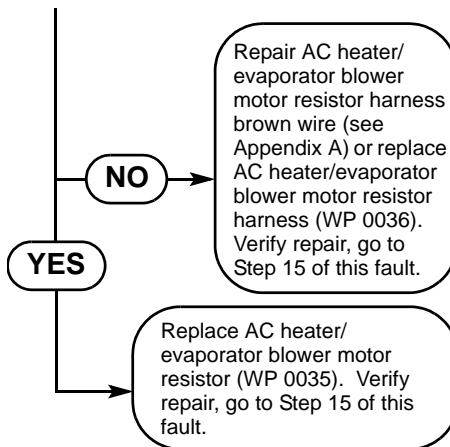 Repair AC heater/
evaporator blower
motor resistor harness
brown wire (see
Appendix A) or replace
AC heater/evaporator
blower motor resistor
harness (WP 0036).
Verify repair, go to
Step 15 of this fault.
NO
YES
Replace AC heater/
evaporator blower motor
resistor (WP 0035).  Verify
repair, go to Step 15 of this
fault.